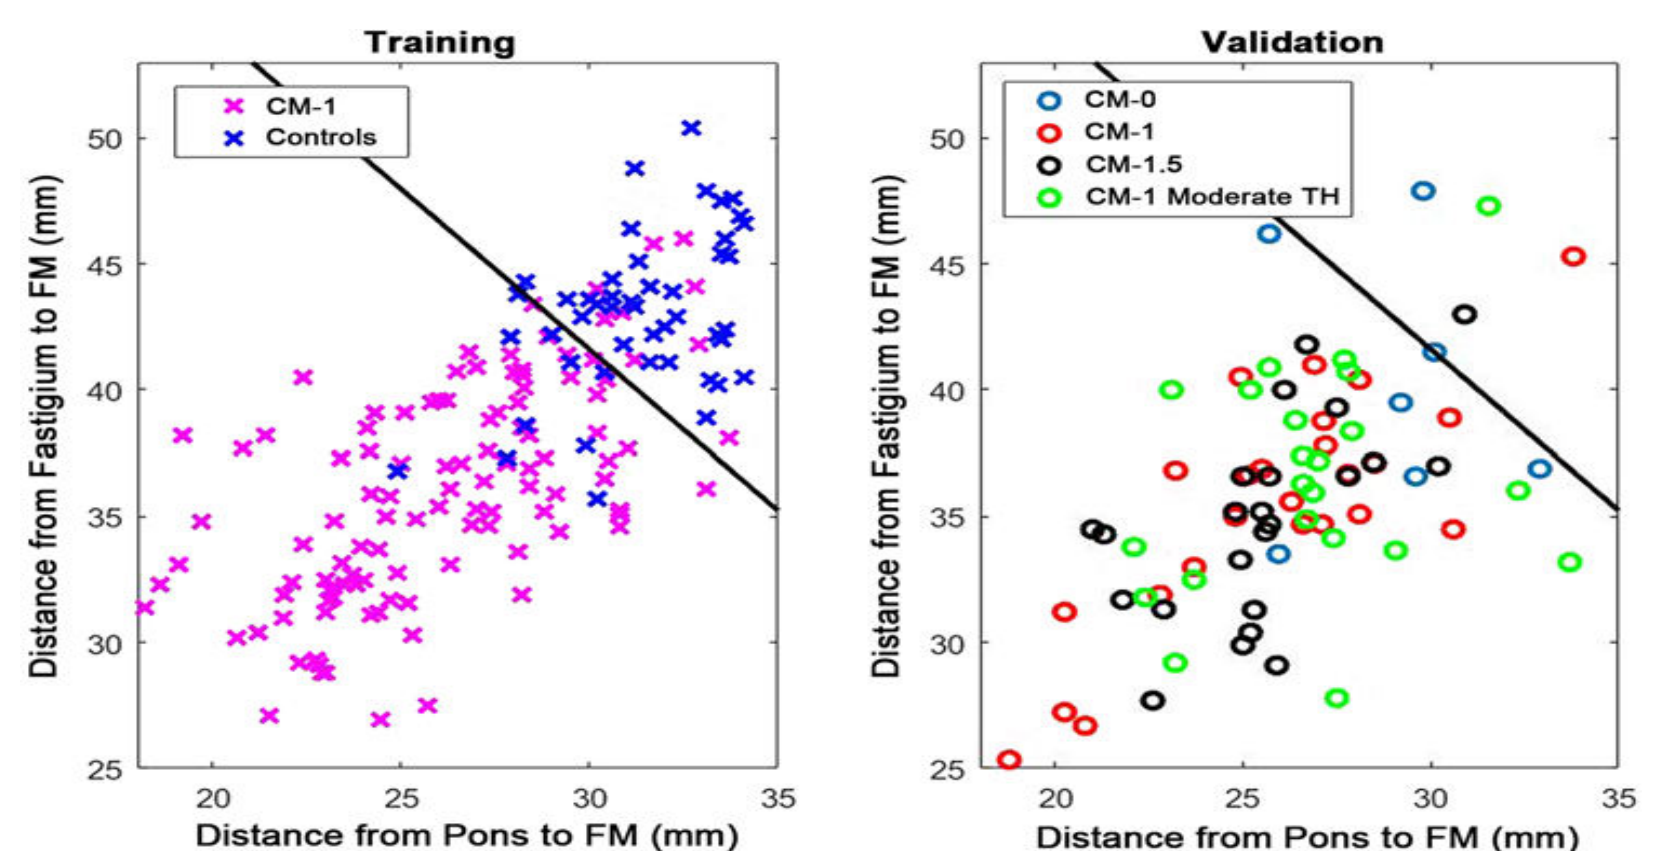 Training
CM-1
Controls
50
45
40
35
30
25
20
25
30
35
Distance from Fastigium to FM (mm)
Distance from Pons to FM (mm)
Validation
CM-0
CM-1
CM-1.5
CM-1 Moderate TH
50
45
40
35
30
25
20
25
30
35
Distance from Fastigium to FM (mm)
Distance from Pons to FM (mm)